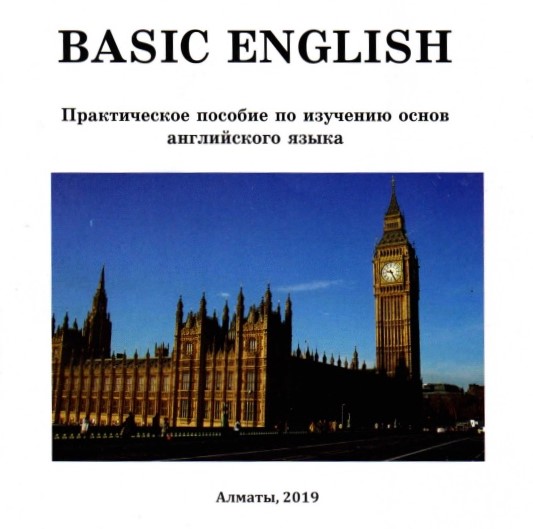 BASIC ENGLISH
Практическое пособие по изучению основ
английского языка
Алматы, 2019